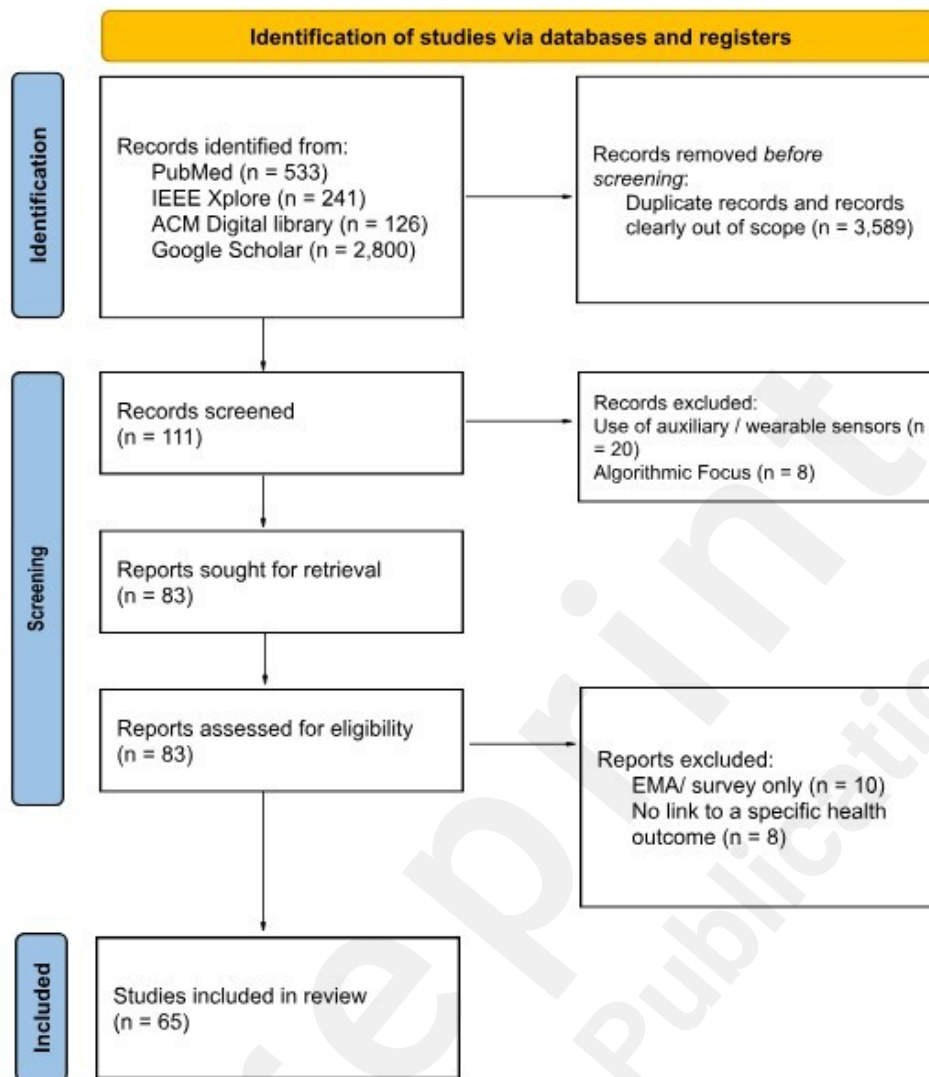 Identification of studies via databases and registers
Identification
Records identified from:
PubMed (n = 533)
IEEE Xplore (n = 241)
ACM Digital library (n = 126)
Google Scholar (n = 2,800)
Records removed before
screening:
Duplicate records and records
clearly out of scope (n = 3,589)
Screening
Records screened
(n = 111)
Records excluded:
Use of auxiliary / wearable sensors (n
= 20)
Algorithmic Focus (n = 8)
Reports sought for retrieval
(n = 83)
Reports assessed for eligibility
(n = 83)
Reports excluded:
EMA/ survey only (n = 10)
No link to a specific health
outcome (n = 8)
Included
Studies included in review
(n = 65)